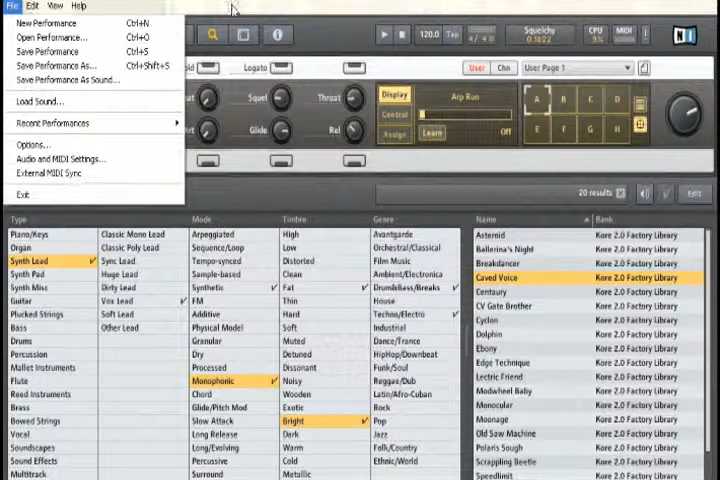 File Edit View Help
New Performance Ctrl+N
Open Performance... Ctrl+O
Save Performance Ctrl+S
Save Performance As... Ctrl+Shift+S
Save Performance As Sound...
Load Sound...
Recent Performances
Options...
Audio and MIDI Settings...
External MIDI Sync
Exit
120.0 Tap 4 / 4
Squelchy
0.1822
CPU
9%
MIDI
!
NI
Legato
User Chn User Page 1
Squel Throat
Glide Rel
Display
Control
Assign
Arp Run
Learn Off
A B C D
E F G H
20 results Edit
Type Mode Timbre Genre Name Bank
Piano/Keys Classic Mono Lead Arpeggiated High Avantgarde Asteroid Kore 2.0 Factory Library
Organ Classic Poly Lead Sequence/Loop Low Orchestral/Classical Ballerina's Night Kore 2.0 Factory Library
Synth Lead Sync Lead Tempo-synced Distorted Film Music Breakdancer Kore 2.0 Factory Library
Synth Pad Huge Lead Sample-based Clean Ambient/Electronica Caved Voice Kore 2.0 Factory Library
Synth Misc Dirty Lead Synthetic Fat Drum&Bass/Breaks Centaury Kore 2.0 Factory Library
Guitar Vox Lead FM Thin House CV Gate Brother Kore 2.0 Factory Library
Plucked Strings Soft Lead Additive Hard Techno/Electro Cyclon Kore 2.0 Factory Library
Bass Other Lead Physical Model Soft Industrial Dolphin Kore 2.0 Factory Library
Drums Granular Muted Dance/Trance Ebony Kore 2.0 Factory Library
Percussion Dry Detuned HipHop/Downbeat Edge Technique Kore 2.0 Factory Library
Mallet Instruments Processed Dissonant Funk/Soul Lectric Friend Kore 2.0 Factory Library
Flute Monophonic Noisy Reggae/Dub Modwheel Baby Kore 2.0 Factory Library
Reed Instruments Chord Wooden Latin/Afro-Cuban Monocular Kore 2.0 Factory Library
Brass Glide/Pitch Mod Exotic Rock Moonage Kore 2.0 Factory Library
Bowed Strings Slow Attack Bright Pop Old Saw Machine Kore 2.0 Factory Library
Vocal Long Release Dark Jazz Polaris Sough Kore 2.0 Factory Library
Soundscapes Long/Evolving Warm Folk/Country Scrappling Beetle Kore 2.0 Factory Library
Sound Effects Percussive Cold Ethnic/World Speedlimit Kore 2.0 Factory Library
Multitrack Surround Metallic